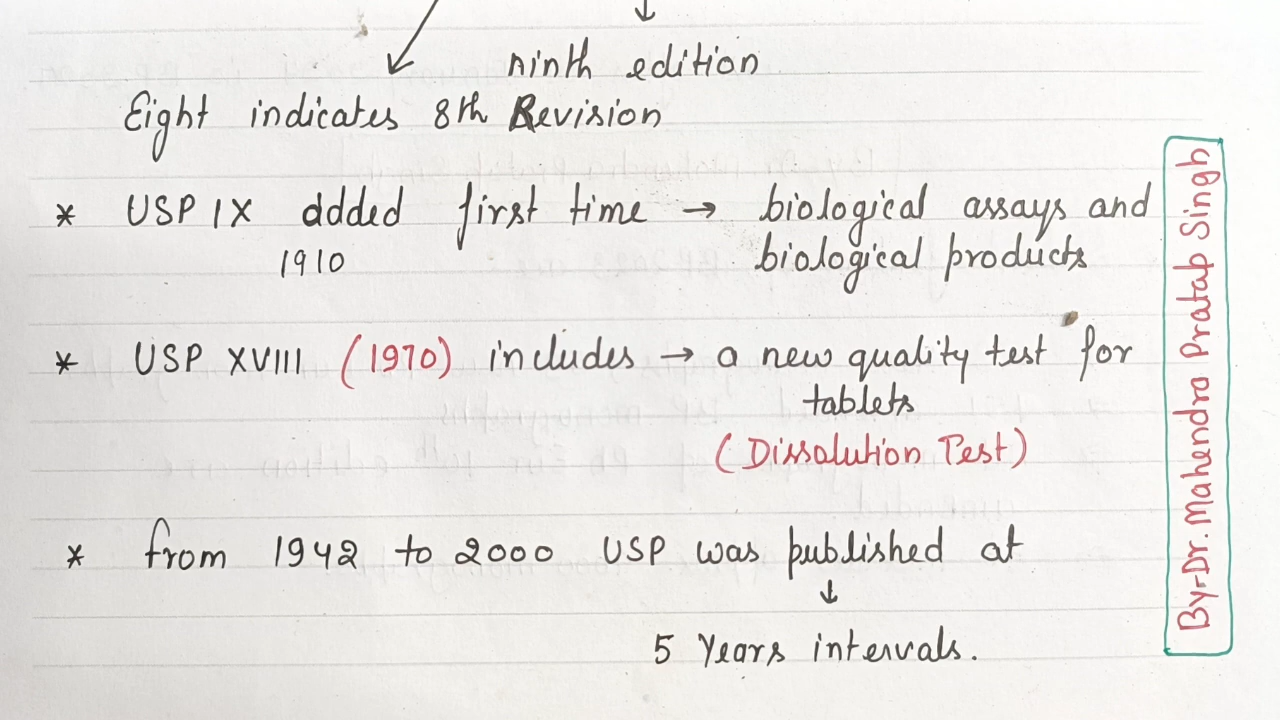 ninth edition
Eight indicates 8th Revision
* USP IX added first time → biological assays and
1910 biological products
* USP XVIII (1970) includes → a new quality test for
tablets
(Dissolution Test)
* from 1942 to 2000 USP was published at
↓
5 Years intervals.
By-Dr. Mahendra Pratap Singh